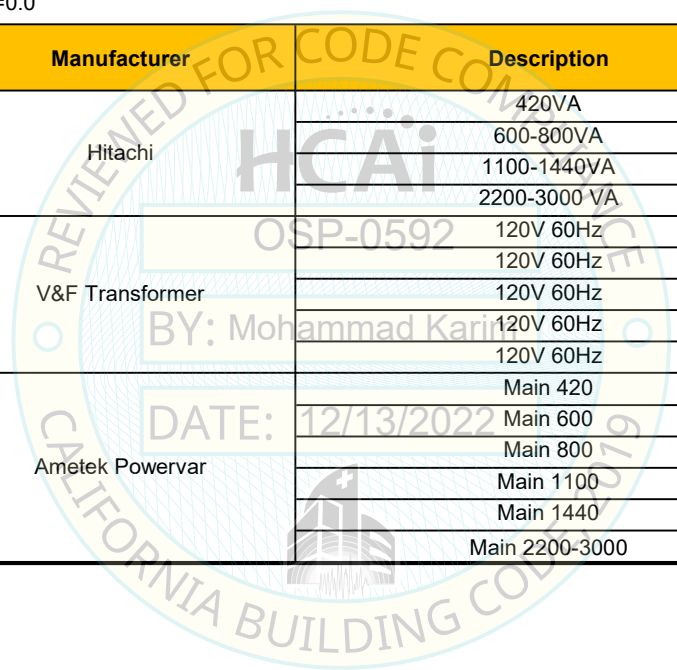 =0.0
Manufacturer Description
Hitachi
420VA
600-800VA
1100-1440VA
2200-3000 VA
V&F Transformer
120V 60Hz
120V 60Hz
120V 60Hz
120V 60Hz
120V 60Hz
Ametek Powervar
Main 420
Main 600
Main 800
Main 1100
Main 1440
Main 2200-3000
REVIEWED FOR CODE COMPLIANCE
HCAi
OSP-0592
BY: Mohammad Karim
DATE: 12/13/2022
CALIFORNIA BUILDING CODE, 2019